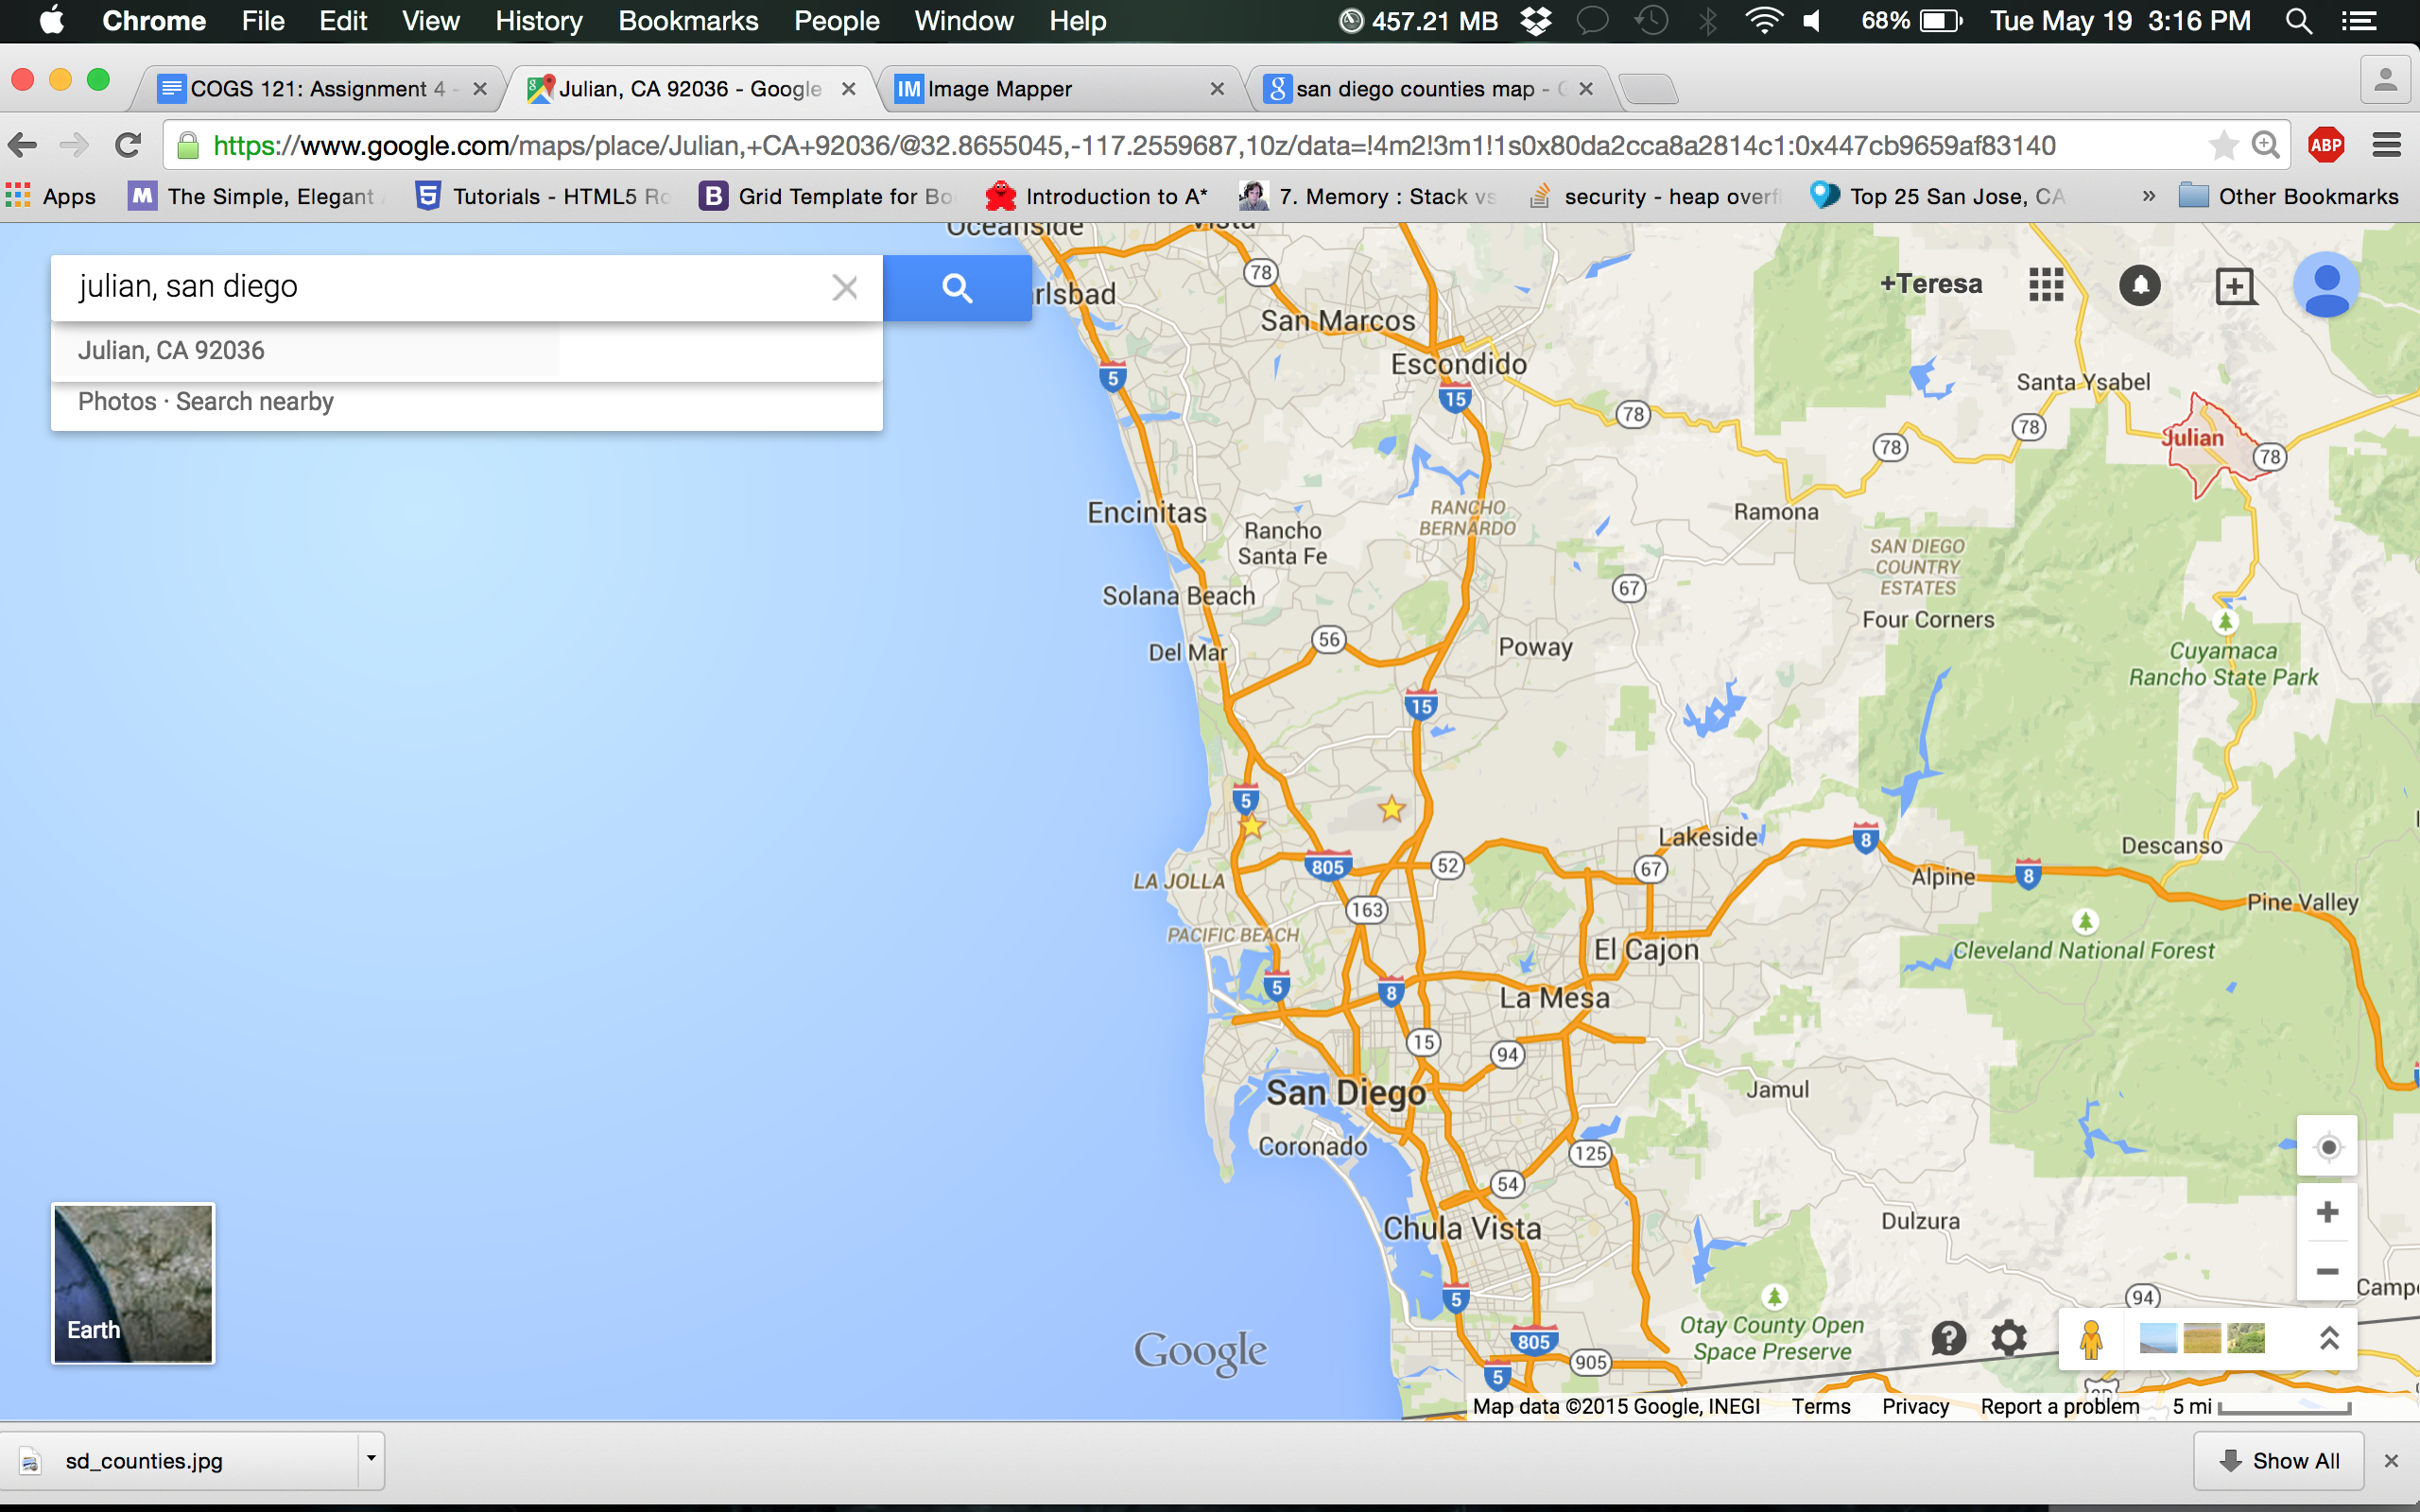 Chrome File Edit View History Bookmarks People Window Help 457.21 MB 68% Tue May 19 3:16 PM
COGS 121: Assignment 4 - Julian, CA 92036 - Google Image Mapper san diego counties map - G
https://www.google.com/maps/place/Julian,+CA+92036/@32.8655045,-117.2559687,10z/data=!4m2!3m1!1s0x80da2cca8a2814c1:0x447cb9659af83140 ABP
Apps The Simple, Elegant Tutorials - HTML5 Ro Grid Template for Bo Introduction to A* 7. Memory : Stack vs security - heap overfl Top 25 San Jose, CA » Other Bookmarks
Oceanside Vista
julian, san diego
Julian, CA 92036
Photos · Search nearby
+Teresa
78
rlsbad
San Marcos
Escondido
5
15
Santa Ysabel
78
78
78
Julian
78
Encinitas
Rancho
Santa Fe
RANCHO
BERNARDO
Ramona
SAN DIEGO
COUNTRY
ESTATES
67
Solana Beach
Four Corners
56
Del Mar
Poway
Cuyamaca
Rancho State Park
15
5
Lakeside
8
Descanso
805
52
67
LA JOLLA
Alpine
8
Pine Valley
163
PACIFIC BEACH
El Cajon
Cleveland National Forest
5
8
La Mesa
15
94
San Diego
Jamul
Coronado
125
54
Chula Vista
Dulzura
5
94
Camp
Earth
Google
805
Otay County Open
Space Preserve
905
5
Map data ©2015 Google, INEGI Terms Privacy Report a problem 5 mi
sd_counties.jpg
Show All